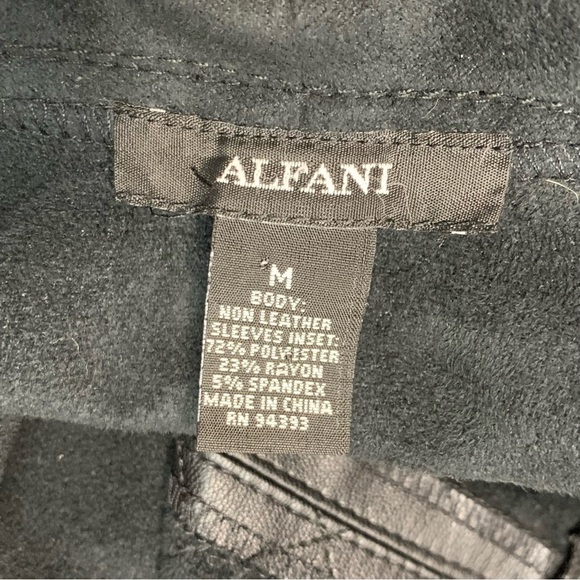 ALFANI
M
BODY:
NON LEATHER
SLEEVES INSET:
72% POLYESTER
23% RAYON
5% SPANDEX
MADE IN CHINA
RN 94393